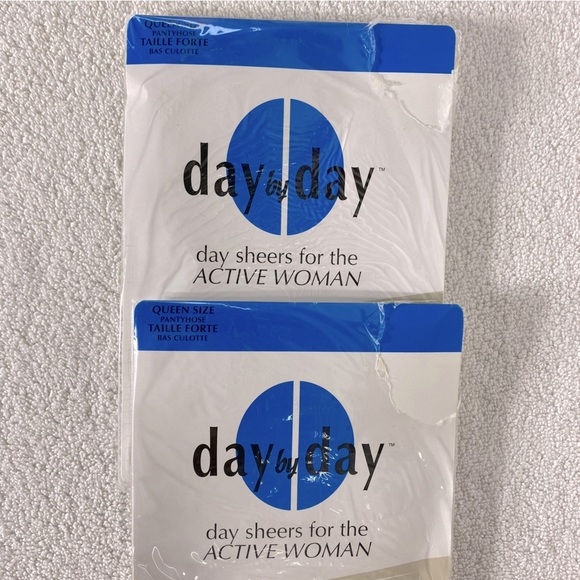 QUEEN SIZE
PANTYHOSE
TAILLE FORTE
BAS CULOTTE
day by day™
day sheers for the
ACTIVE WOMAN
QUEEN SIZE
PANTYHOSE
TAILLE FORTE
BAS CULOTTE
day by day™
day sheers for the
ACTIVE WOMAN